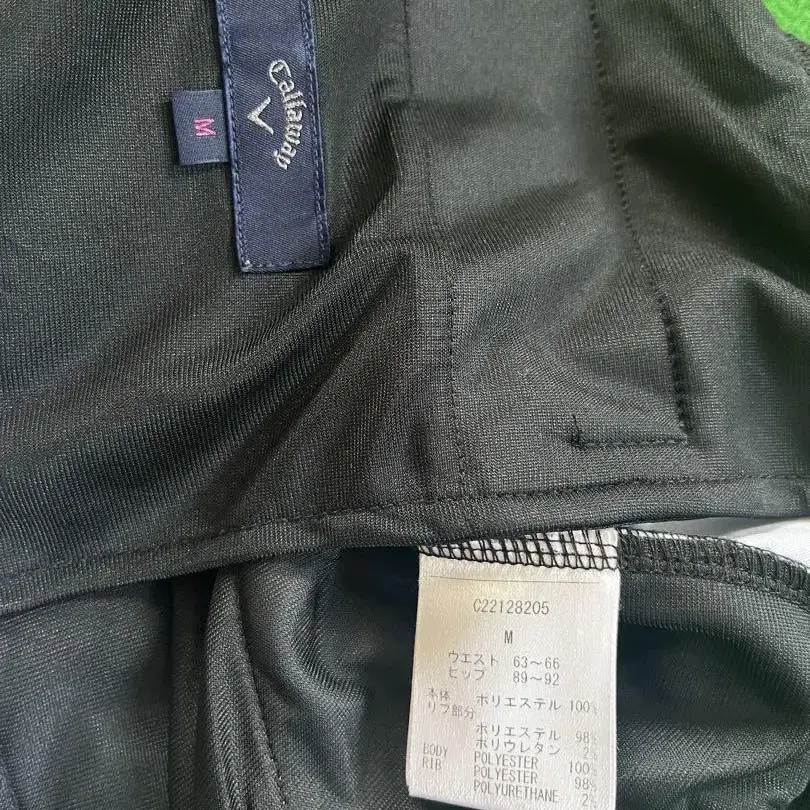 Callaway
M
C22128205
M
ウエスト 63～66
ヒップ 89～92
本体 ポリエステル 100%
リブ部分
ポリエステル 98%
ポリウレタン 2%
BODY POLYESTER 100%
RIB POLYESTER 98%
POLYURETHANE 2%